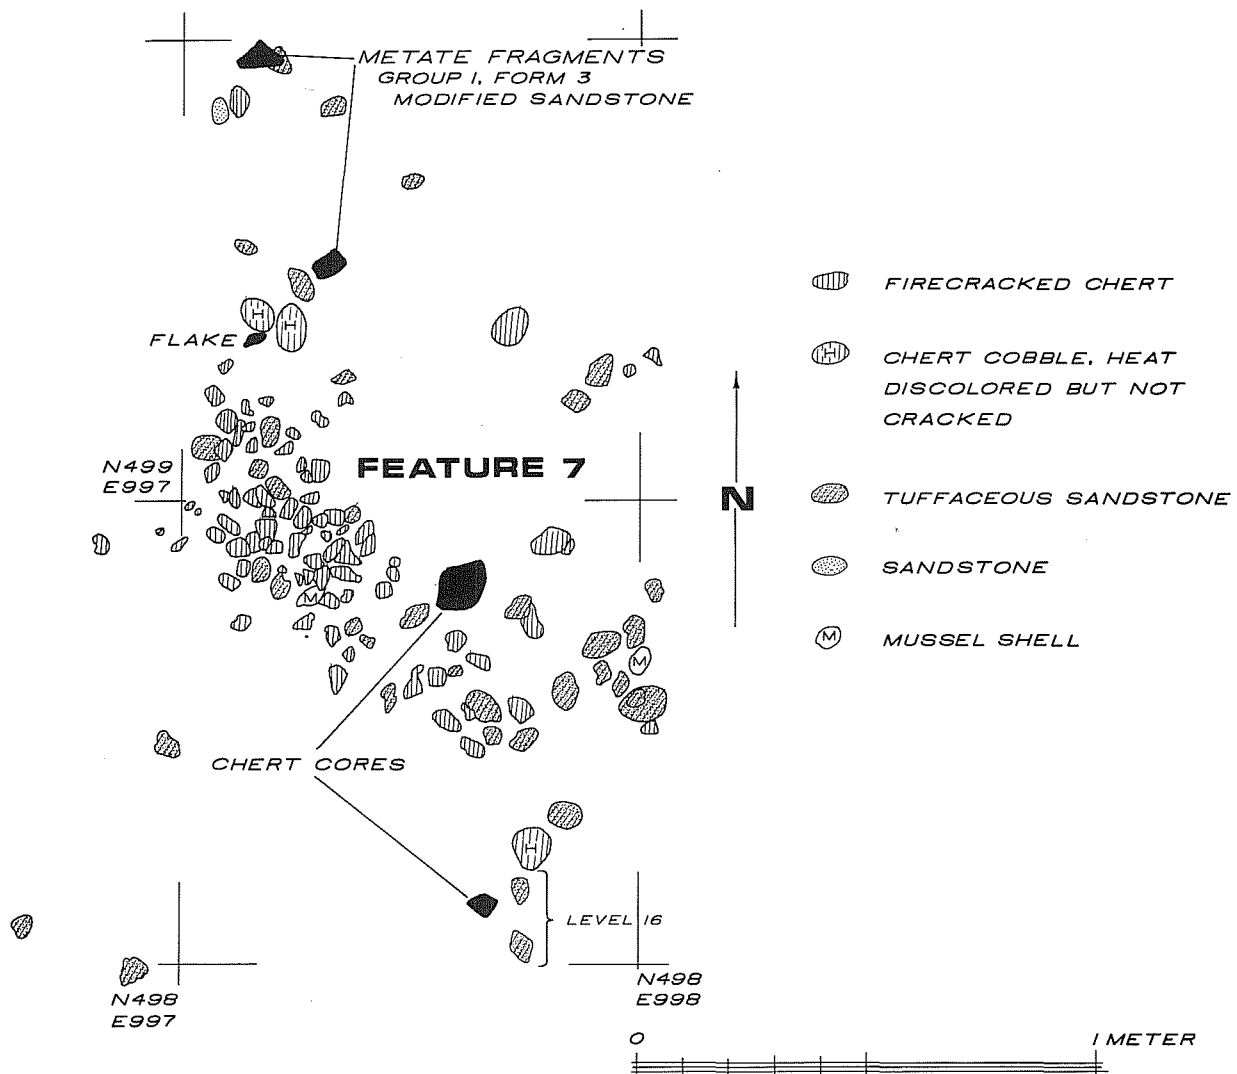 METATE FRAGMENTS
GROUP 1, FORM 3
MODIFIED SANDSTONE
H
H
FLAKE
FIRECRACKED CHERT
H
CHERT COBBLE, HEAT
DISCOLORED BUT NOT
CRACKED
N499
E997
FEATURE 7
N
TUFFACEOUS SANDSTONE
SANDSTONE
M
M
MUSSEL SHELL
M
CHERT CORES
H
LEVEL 16
N498
E997
N498
E998
0
1 METER